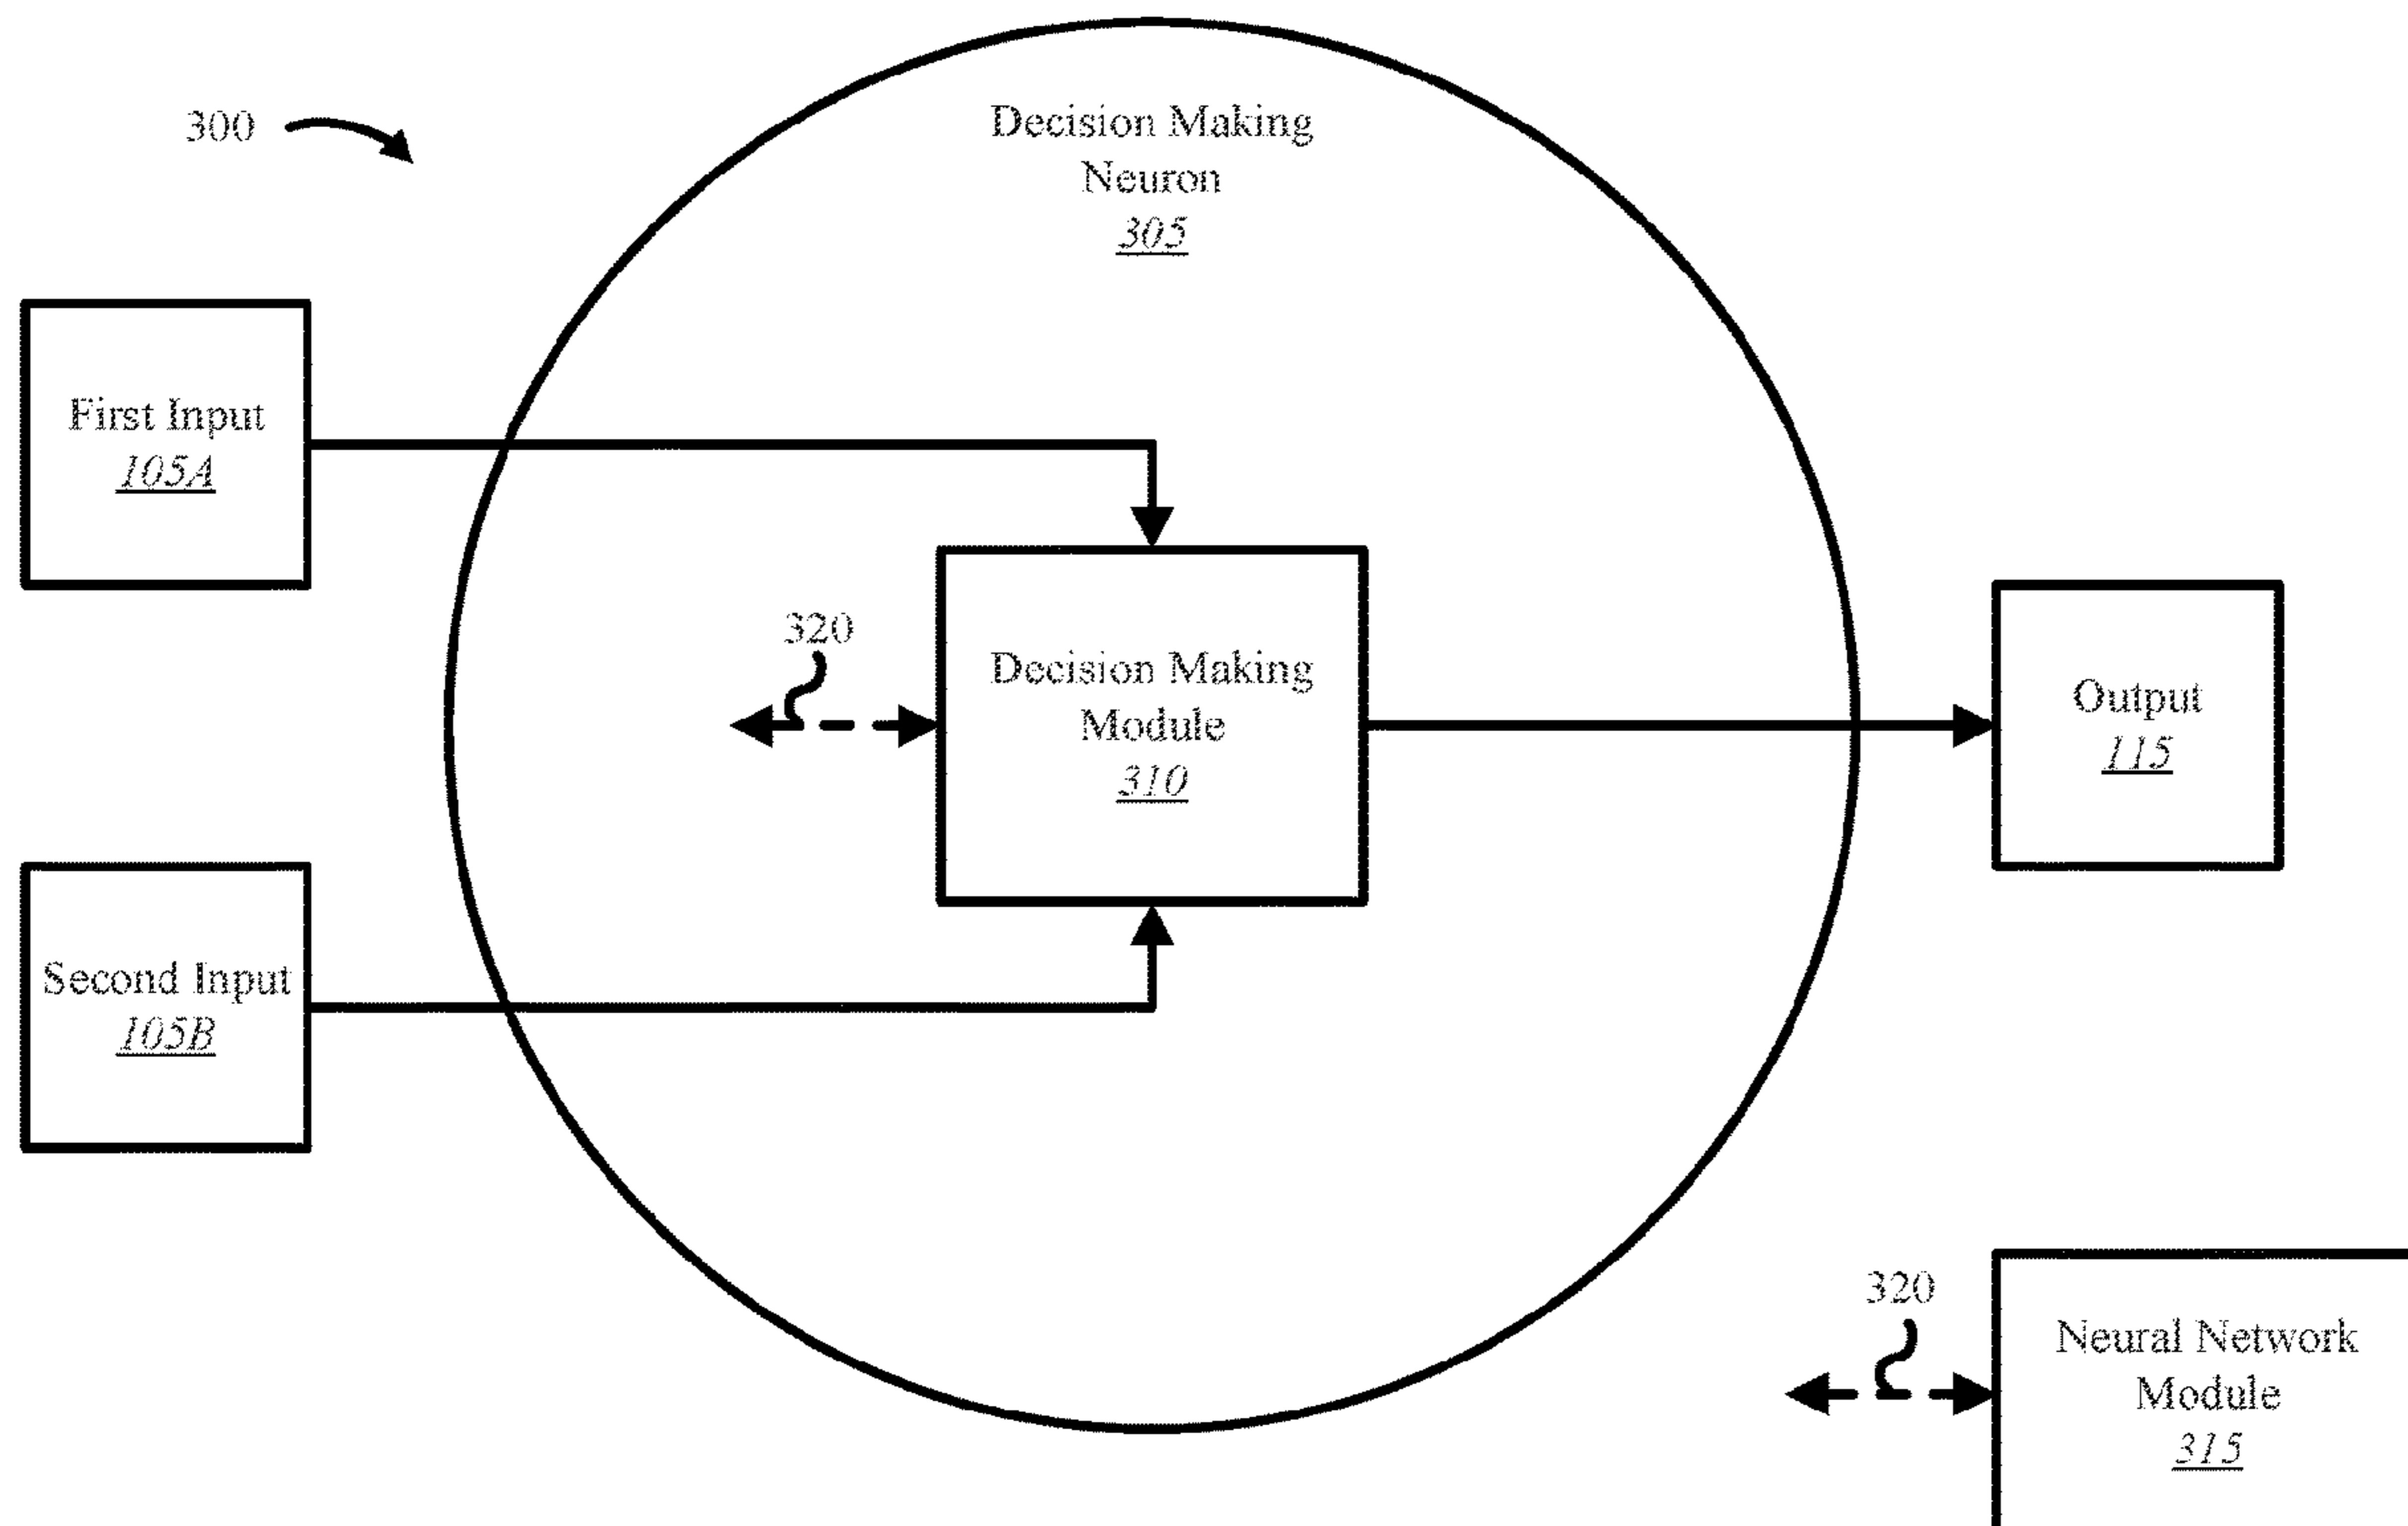 300
Decision Making
Neuron
305
First Input
105A
320
Decision Making
Module
310
Output
115
Second Input
105B
320
Neural Network
Module
315